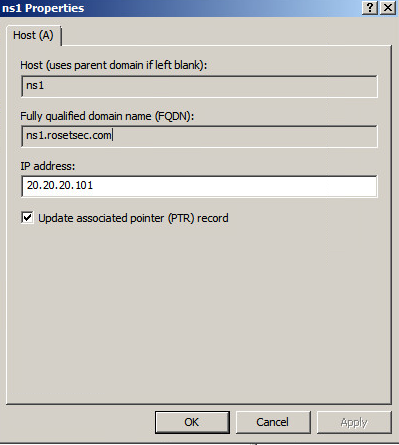 ns1 Properties
Host (A)
Host (uses parent domain if left blank):
ns1
Fully qualified domain name (FQDN):
ns1.rosetsec.com
IP address:
20.20.20.101
Update associated pointer (PTR) record
OK Cancel Apply